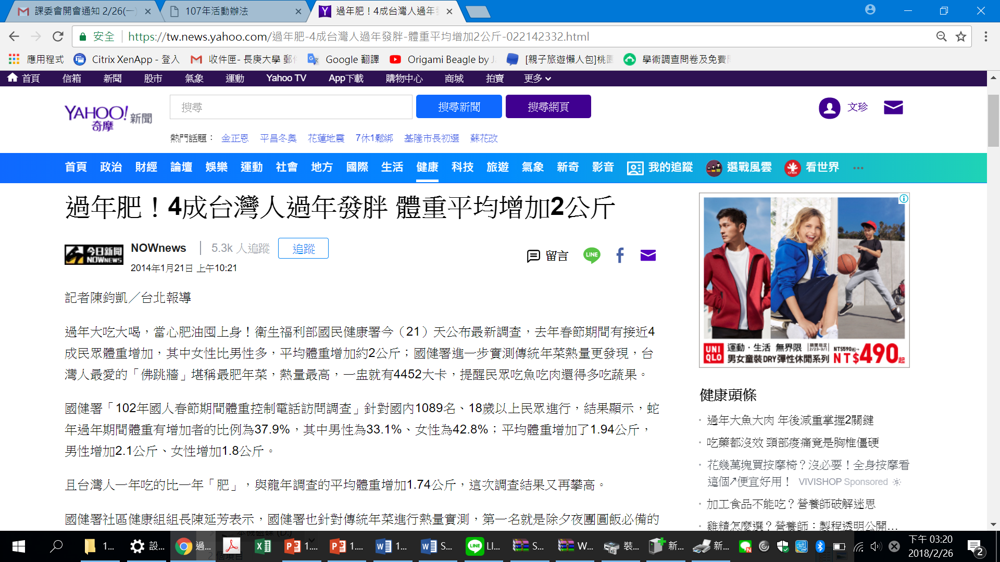 課委會開會通知 2/26(一)
107年活動辦法
過年肥！4成台灣人過年發
安全 https://tw.news.yahoo.com/過年肥-4成台灣人過年發胖-體重平均增加2公斤-022142332.html
應用程式 Citrix XenApp - 登入 收件匣- 長庚大學 郵件 Google 翻譯 Origami Beagle by J [親子旅遊懶人包]桃園 學術調查問卷及免費
首頁 信箱 新聞 股市 氣象 運動 Yahoo TV App下載 購物中心 商城 拍賣 更多
YAHOO! 奇摩 新聞
搜尋 搜尋新聞 搜尋網頁 文珍
熱門話題： 金正恩 平昌冬奧 花蓮地震 7休1鬆綁 基隆市長初選 蘇花改
首頁 政治 財經 論壇 娛樂 運動 社會 地方 國際 生活 健康 科技 旅遊 氣象 新奇 影音 我的追蹤 選戰風雲 看世界 ...
過年肥！4成台灣人過年發胖 體重平均增加2公斤
今日新聞 NOWNEWS
NOWnews 5.3k 人追蹤 追蹤
2014年1月21日 上午10:21
留言 LINE
記者陳鈞凱／台北報導
過年大吃大喝，當心肥油囤上身！衛生福利部國民健康署今（21）天公布最新調查，去年春節期間有接近4
成民眾體重增加，其中女性比男性多，平均體重增加約2公斤；國健署進一步實測傳統年菜熱量更發現，台
灣人最愛的「佛跳牆」堪稱最肥年菜，熱量最高，一盅就有4452大卡，提醒民眾吃魚吃肉還得多吃蔬果。
國健署「102年國人春節期間體重控制電話訪問調查」針對國內1089名、18歲以上民眾進行，結果顯示，蛇
年過年期間體重有增加者的比例為37.9%，其中男性為33.1%、女性為42.8%；平均體重增加了1.94公斤，
男性增加2.1公斤、女性增加1.8公斤。
且台灣人一年吃的比一年「肥」，與龍年調查的平均體重增加1.74公斤，這次調查結果又再攀高。
國健署社區健康組組長陳延芳表示，國健署也針對傳統年菜進行熱量實測，第一名就是除夕夜團圓飯必備的
UNIQLO 運動．生活 無界限 2/23-3/1 NT$590起
男女童裝DRY彈性休閒系列 NT$490起
健康頭條
過年大魚大肉 年後減重掌握2關鍵
吃藥都沒效 頸部痠痛竟是胸椎僵硬
花幾萬塊買按摩椅？沒必要！全身按摩看
這個↗便宜好用！ VIVISHOP Sponsored
加工食品不能吃？營養師破解迷思
雞精怎麼選？營養師：製程透明公開...
本機磁碟 (D:)
2 個項目
1... 設... 過... 1.... 1.... 1... S... LI... S... W... 裝... 新... 新...
下午 03:20
2018/2/26
2